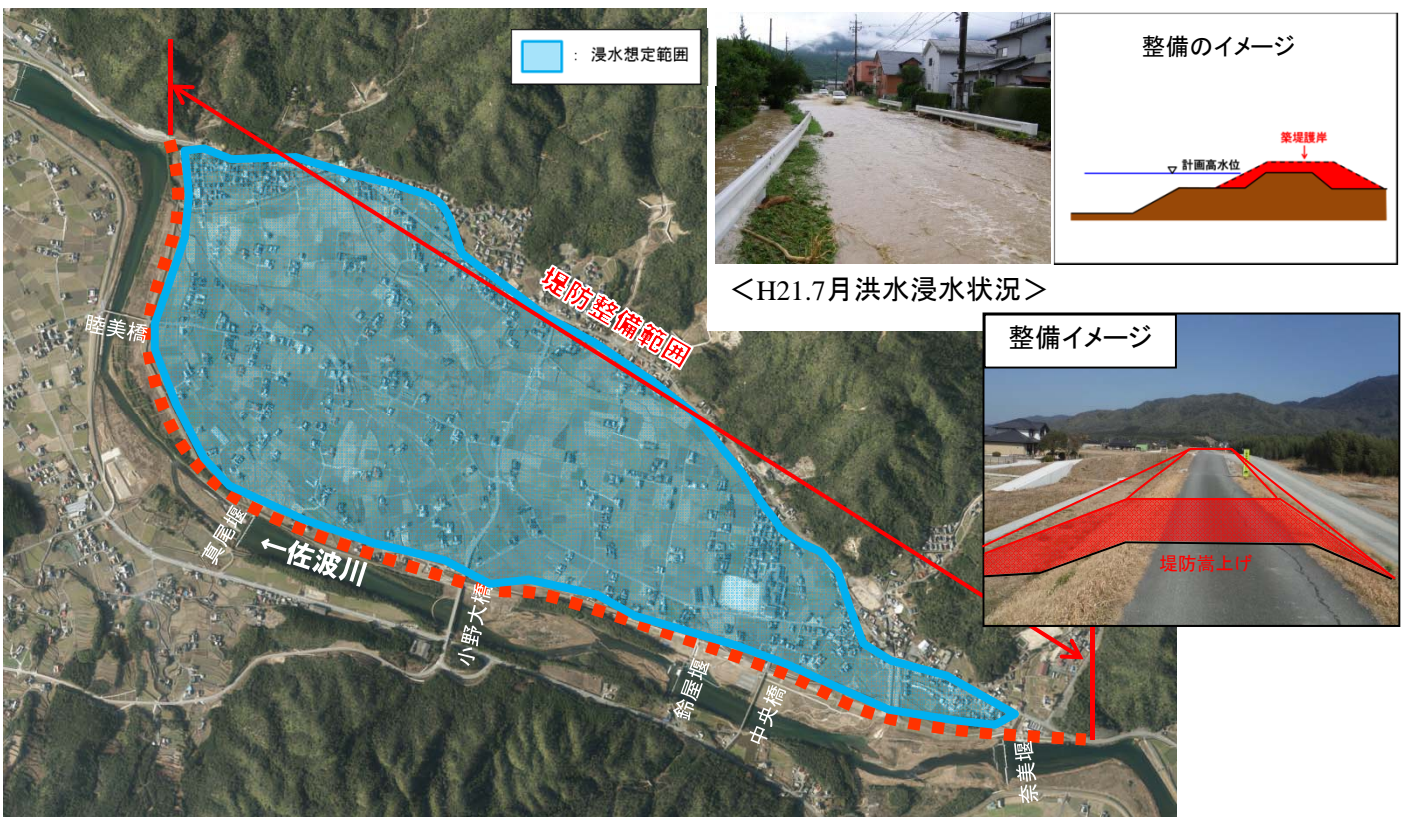 ： 浸水想定範囲
整備のイメージ
築堤護岸
計画高水位
＜H21.7月洪水浸水状況＞
堤防整備範囲
整備イメージ
堤防嵩上げ
睦美橋
真尾堰
←佐波川
小野大橋
鈴屋堰
中央橋
奈美堰